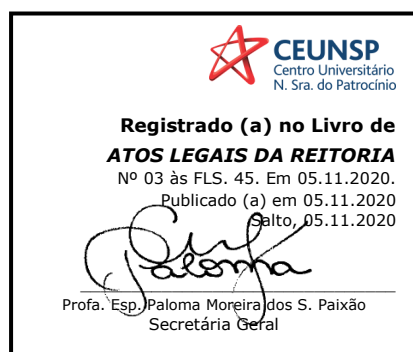 CEUNSP
Centro Universitário
N. Sra. do Patrocínio
Registrado (a) no Livro de
ATOS LEGAIS DA REITORIA
Nº 03 às FLS. 45. Em 05.11.2020.
Publicado (a) em 05.11.2020
Salto, 05.11.2020
Paloma
Profa. Esp. Paloma Moreira dos S. Paixão
Secretária Geral